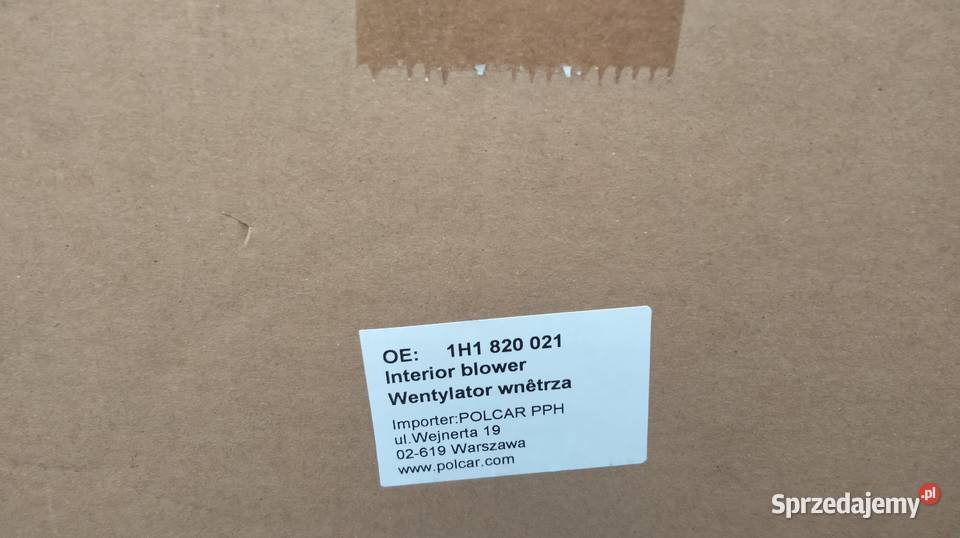 OE: 1H1 820 021
Interior blower
Wentylator wnêtrza
Importer:POLCAR PPH
ul.Wejnerta 19
02-619 Warszawa
www.polcar.com
Sprzedajemy.pl